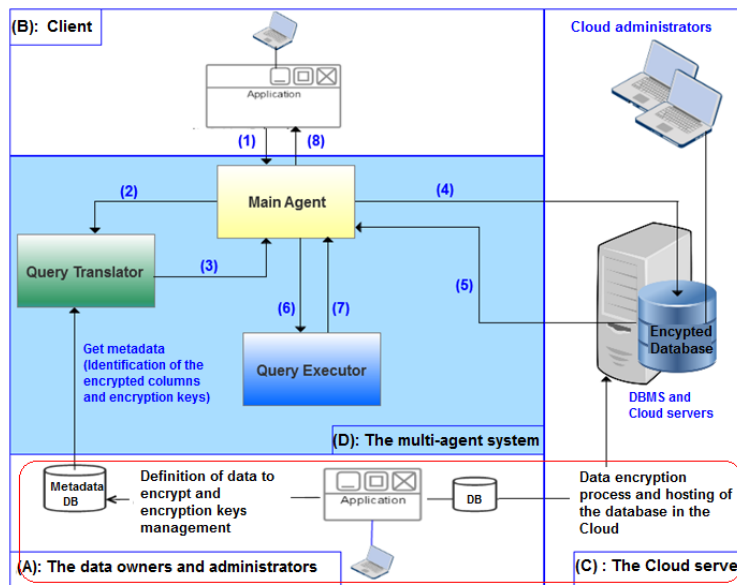 (B): Client
Cloud administrators
Application
(1)
(8)
(2)
Main Agent
(4)
Query Translator
(3)
(5)
(6)
(7)
Encypted
Database
Get metadata
(Identification of the
encrypted columns
and encryption keys)
Query Executor
DBMS and
Cloud servers
(D): The multi-agent system
Metadata
DB
Definition of data to
encrypt and
encryption keys
management
Application
DB
Data encryption
process and hosting of
the database in the
Cloud
(A): The data owners and administrators
(C) : The Cloud serve